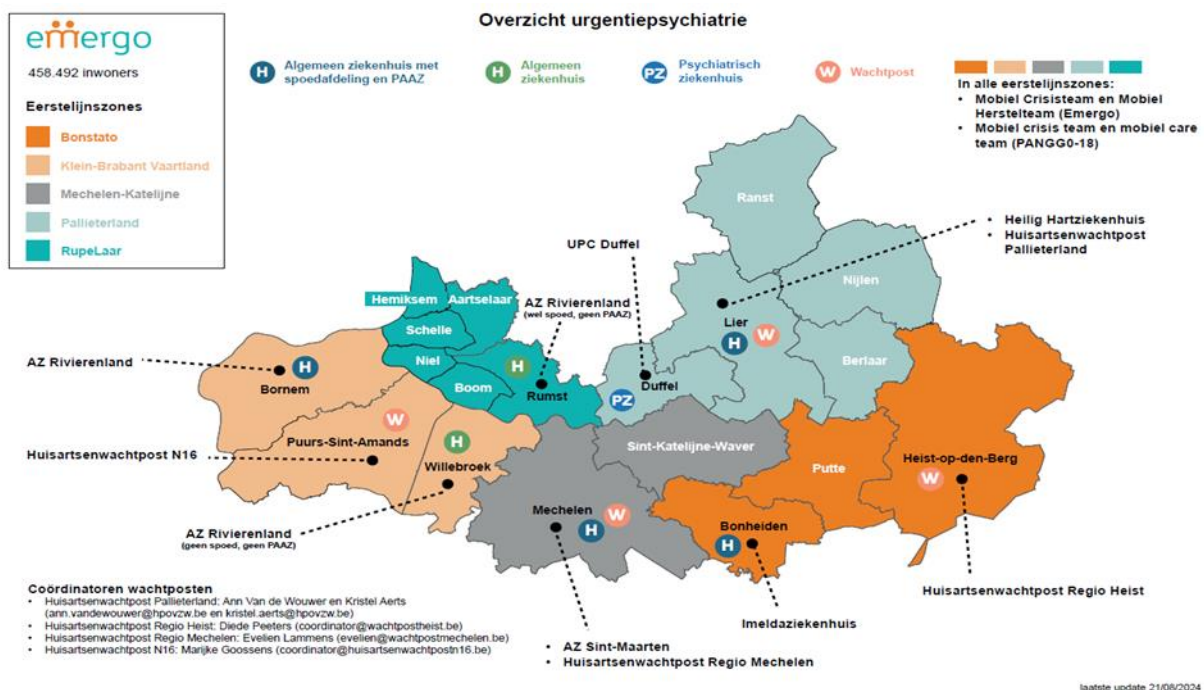 Overzicht urgentiepsychiatrie
emergo
458.492 inwoners
Eerstelijnszones
Bonstato
Klein-Brabant Vaartland
Mechelen-Katelijne
Pallieterland
RupeLaar
H
Algemeen ziekenhuis met
spoedafdeling en PAAZ
H
Algemeen
ziekenhuis
PZ
Psychiatrisch
ziekenhuis
W
Wachtpost
In alle eerstelijnszones:
• Mobiel Crisisteam en Mobiel
Herstelteam (Emergo)
• Mobiel crisis team en mobiel care
team (PANGG0-18)
Ranst
• Heilig Hartziekenhuis
• Huisartsenwachtpost
Pallieterland
UPC Duffel
Nijlen
Hemiksem
Aartselaar
AZ Rivierenland
(wel spoed, geen PAAZ)
Schelle
Lier
H
W
Berlaar
AZ Rivierenland
H
Bornem
Niel
H
Boom
Rumst
Duffel
PZ
W
Puurs-Sint-Amands
H
Willebroek
Sint-Katelijne-Waver
Putte
Heist-op-den-Berg
W
Huisartsenwachtpost N16
Mechelen
W
H
Bonheiden
H
AZ Rivierenland
(geen spoed, geen PAAZ)
Huisartsenwachtpost Regio Heist
Imeldaziekenhuis
• AZ Sint-Maarten
• Huisartsenwachtpost Regio Mechelen
Coördinatoren wachtposten
• Huisartsenwachtpost Pallieterland: Ann Van de Wouwer en Kristel Aerts
(ann.vandewouwer@hpovzw.be en kristel.aerts@hpovzw.be)
• Huisartsenwachtpost Regio Heist: Diede Peeters (coordinator@wachtpostheist.be)
• Huisartsenwachtpost Regio Mechelen: Evelien Lammens (evelien@wachtpostmechelen.be)
• Huisartsenwachtpost N16: Marijke Goossens (coordinator@huisartsenwachtpostn16.be)
laatste update 21/08/2024